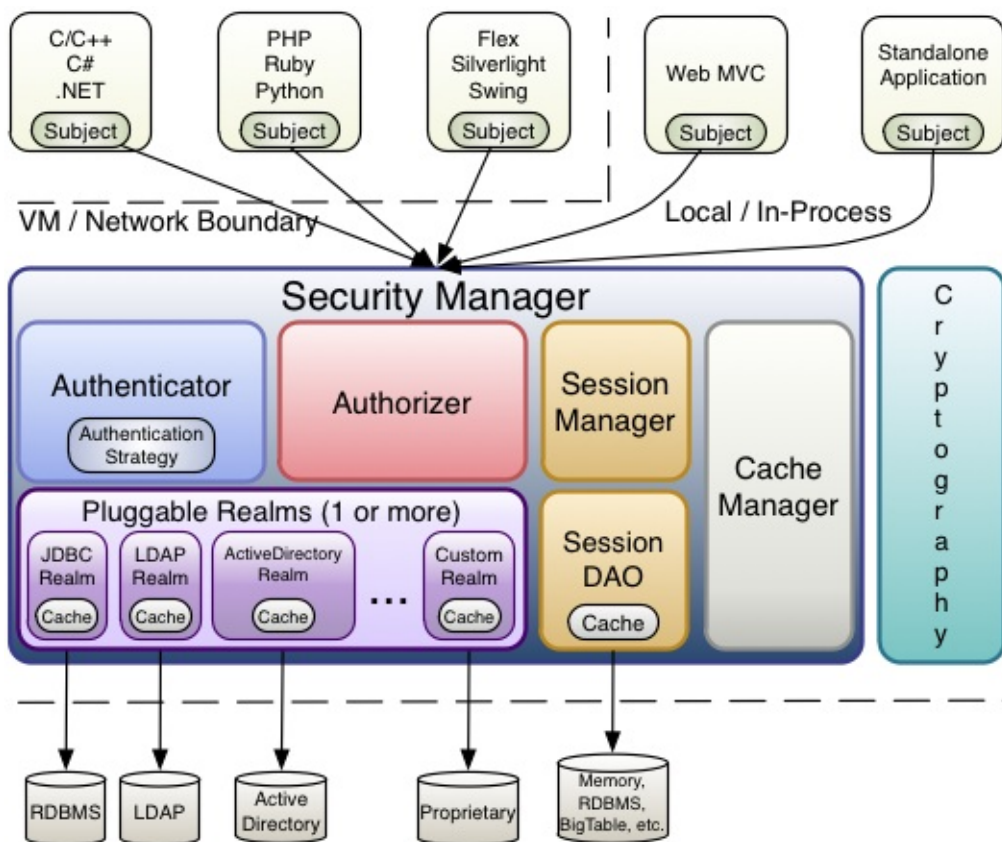 C/C++
C#
.NET
Subject
PHP
Ruby
Python
Subject
Flex
Silverlight
Swing
Subject
Web MVC
Subject
Standalone
Application
Subject
VM / Network Boundary
Local / In-Process
Security Manager
Authenticator
Authentication
Strategy
Authorizer
Session
Manager
Cache
Manager
Cryptography
Pluggable Realms (1 or more)
JDBC
Realm
Cache
LDAP
Realm
Cache
ActiveDirectory
Realm
Cache
...
Custom
Realm
Cache
Session
DAO
Cache
RDBMS
LDAP
Active
Directory
Proprietary
Memory,
RDBMS,
BigTable, etc.